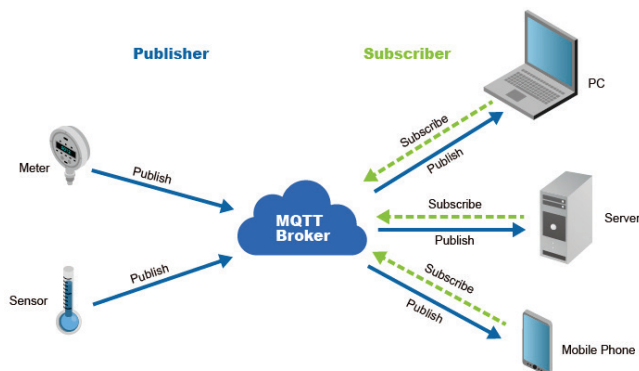 Publisher
Subscriber
PC
Subscribe
Publish
Meter
Publish
MQTT
Broker
Subscribe
Publish
Server
Sensor
Publish
Subscribe
Publish
Mobile Phone